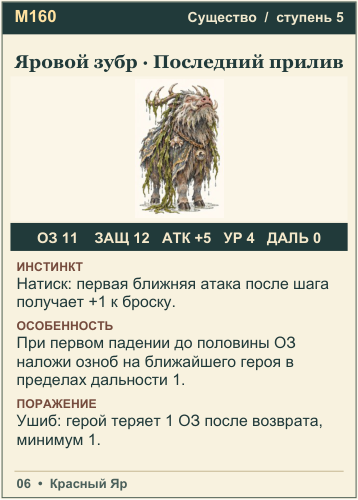 M160
Существо / ступень 5
Яровой зубр · Последний прилив
ОЗ 11 ЗАЩ 12 АТК +5 УР 4 ДАЛЬ 0
ИНСТИНКТ
Натиск: первая ближняя атака после шага
получает +1 к броску.
ОСОБЕННОСТЬ
При первом падении до половины ОЗ
наложи озноб на ближайшего героя в
пределах дальности 1.
ПОРАЖЕНИЕ
Ушиб: герой теряет 1 ОЗ после возврата,
минимум 1.
06 • Красный Яр